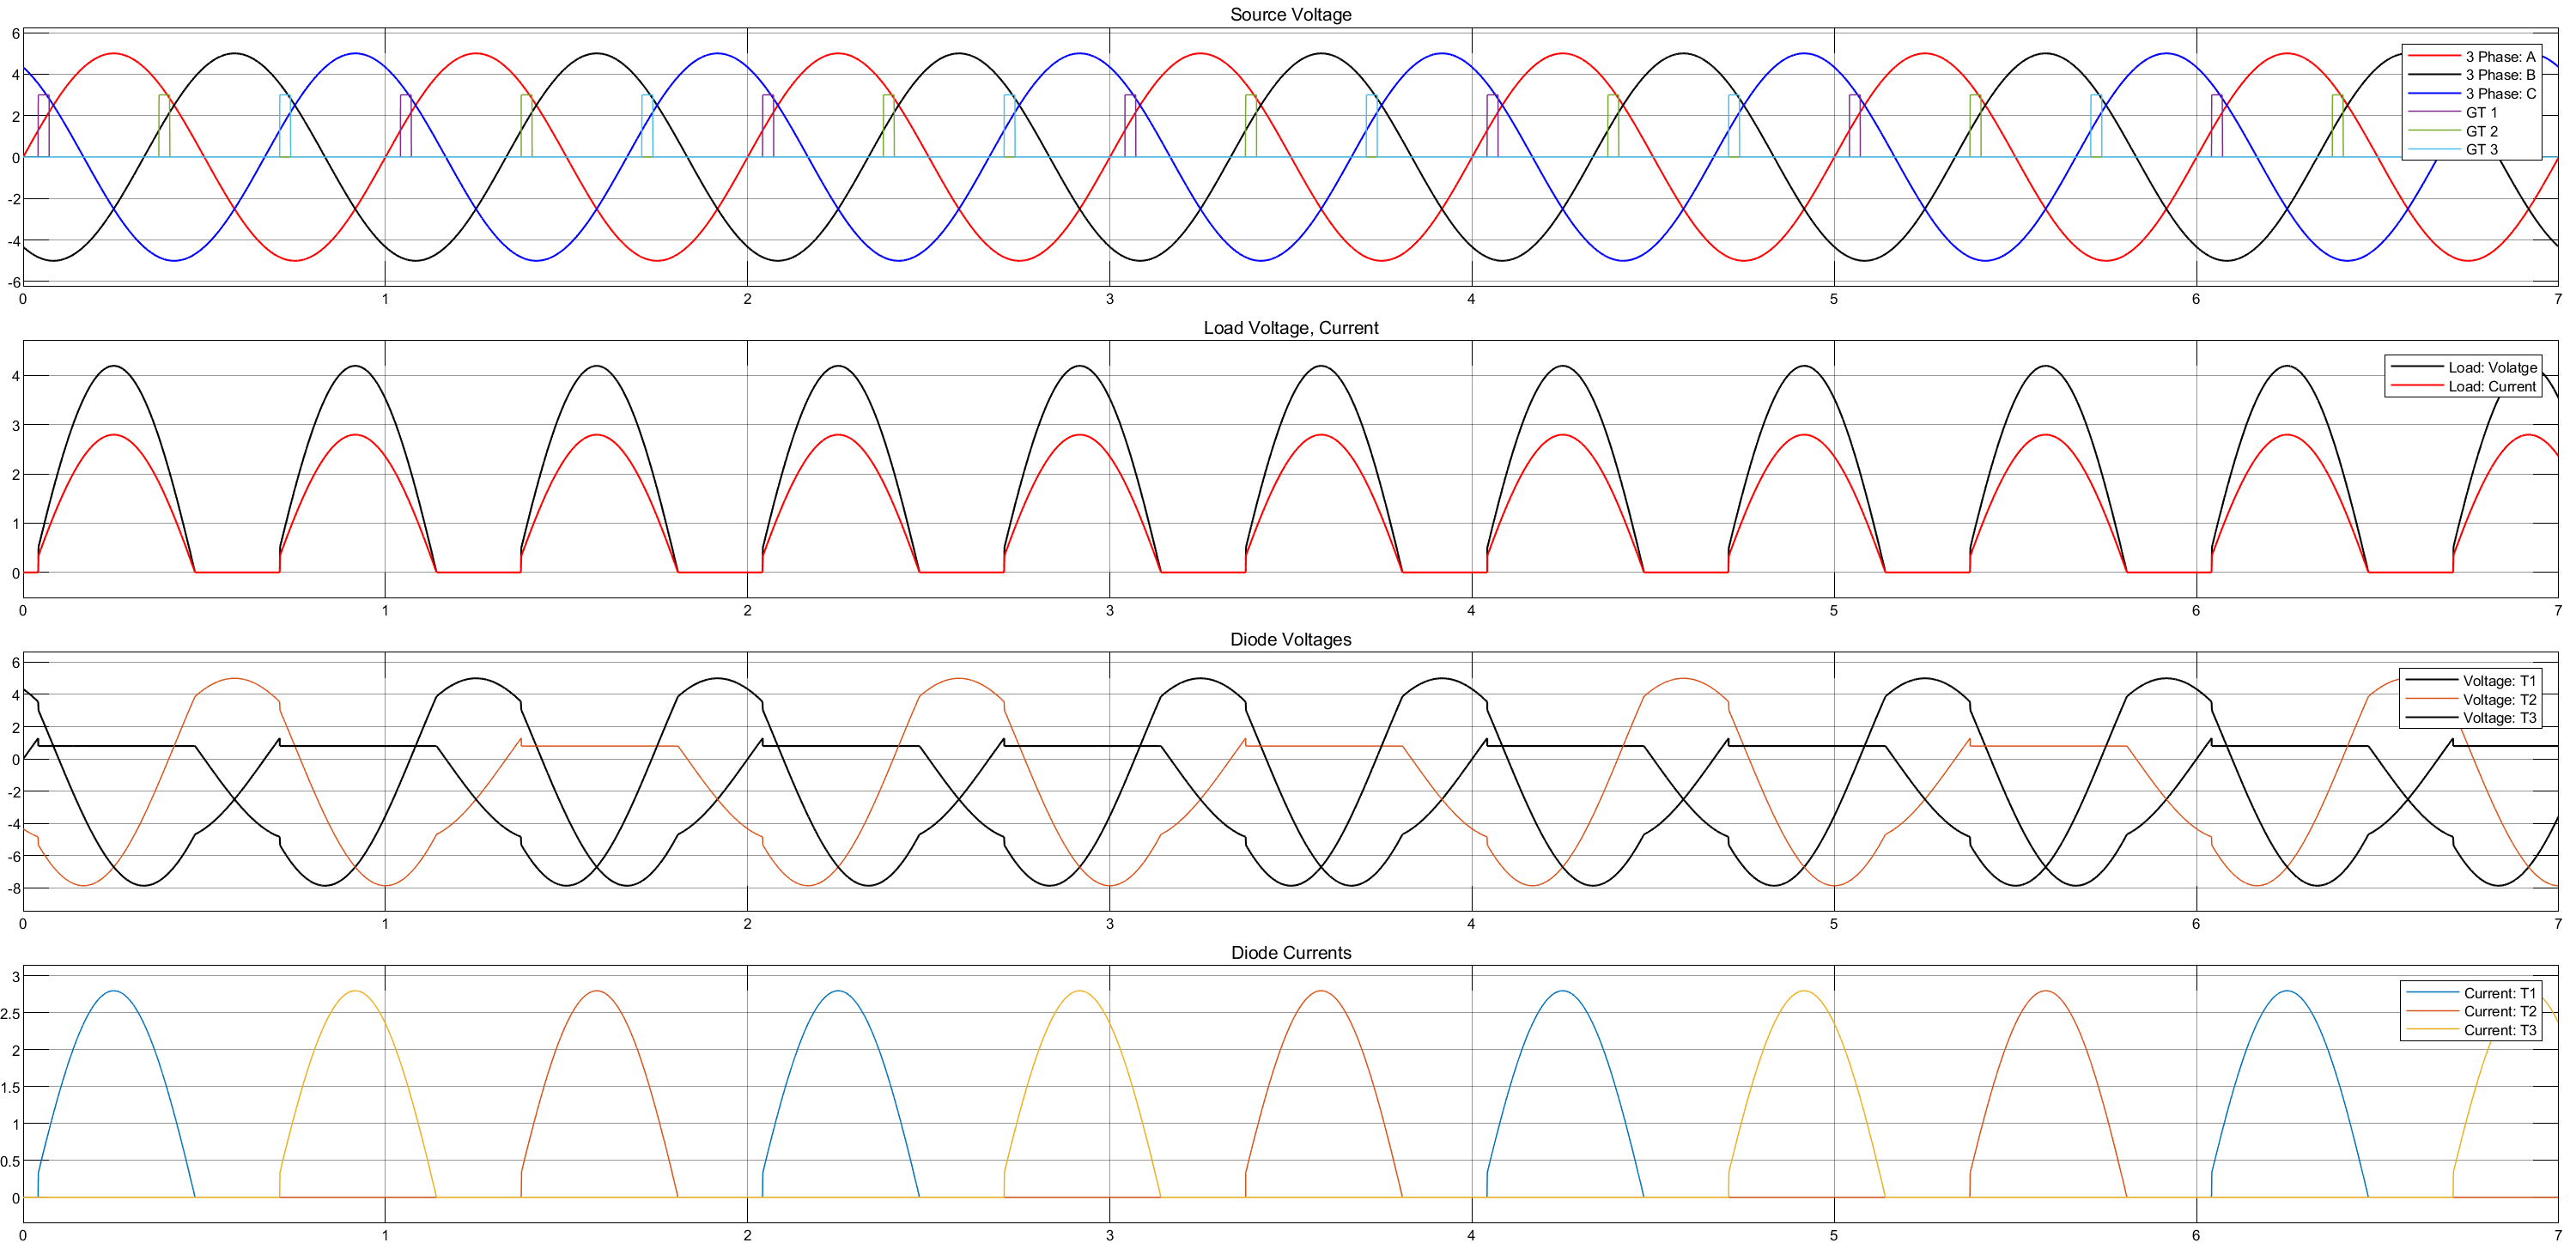 Source Voltage
6
4
2
0
-2
-4
-6
3 Phase: A
3 Phase: B
3 Phase: C
GT 1
GT 2
GT 3
0 1 2 3 4 5 6 7
Load Voltage, Current
4
3
2
1
0
Load: Volatge
Load: Current
0 1 2 3 4 5 6 7
Diode Voltages
6
4
2
0
-2
-4
-6
-8
Voltage: T1
Voltage: T2
Voltage: T3
0 1 2 3 4 5 6 7
Diode Currents
3
2.5
2
1.5
1
0.5
0
Current: T1
Current: T2
Current: T3
0 1 2 3 4 5 6 7